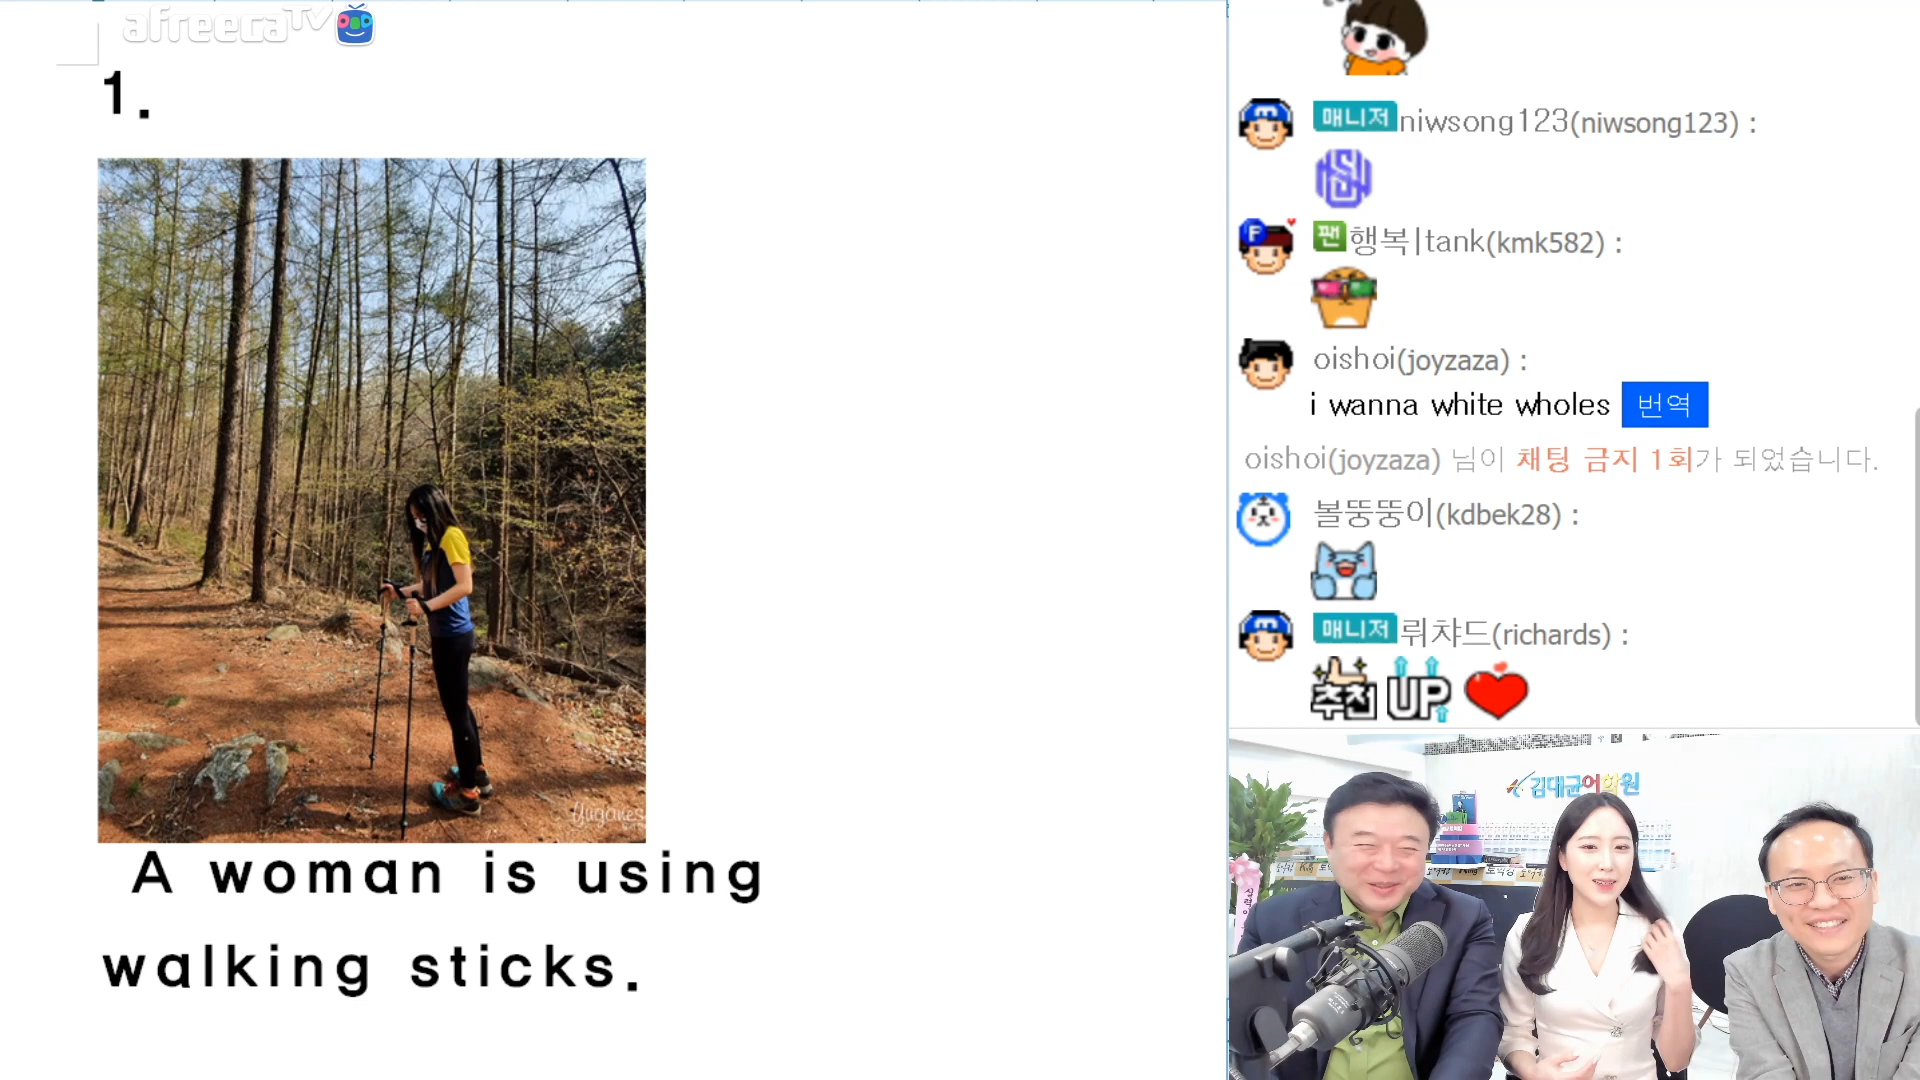 afreecaTV
1.
Yuganes
A woman is using
walking sticks.
매니저 niwsong123(niwsong123) :
팬 행복|tank(kmk582) :
oishoi(joyzaza) :
i wanna white wholes 번역
oishoi(joyzaza) 님이 채팅 금지 1회가 되었습니다.
볼뚱뚱이(kdbek28) :
매니저 뤼챠드(richards) :
추천 UP
김대균어학원